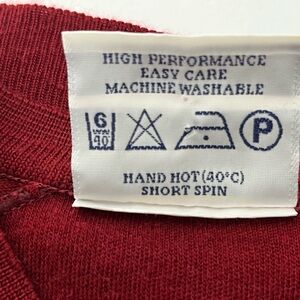 HIGH PERFORMANCE
EASY CARE
MACHINE WASHABLE
6
40
P
HAND HOT (40°C)
SHORT SPIN